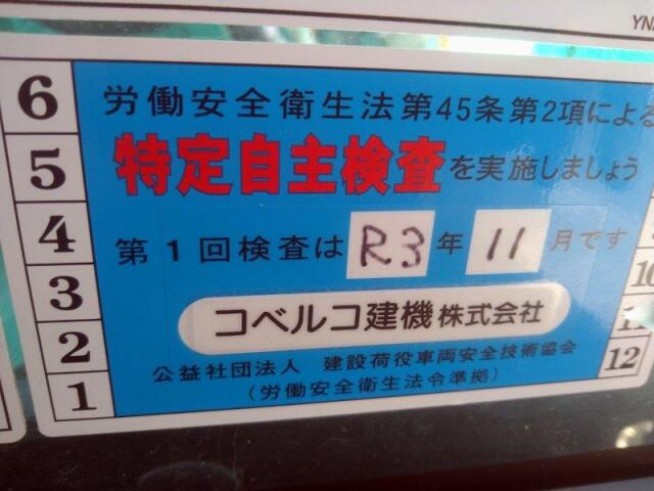 YN
6
5
4
3
2
1
労働安全衛生法第45条第2項による
特定自主検査を実施しましょう
第1回検査はR3年11月です
コベルコ建機株式会社
公益社団法人 建設荷役車両安全技術協会
(労働安全衛生法令準拠)
10
11
12